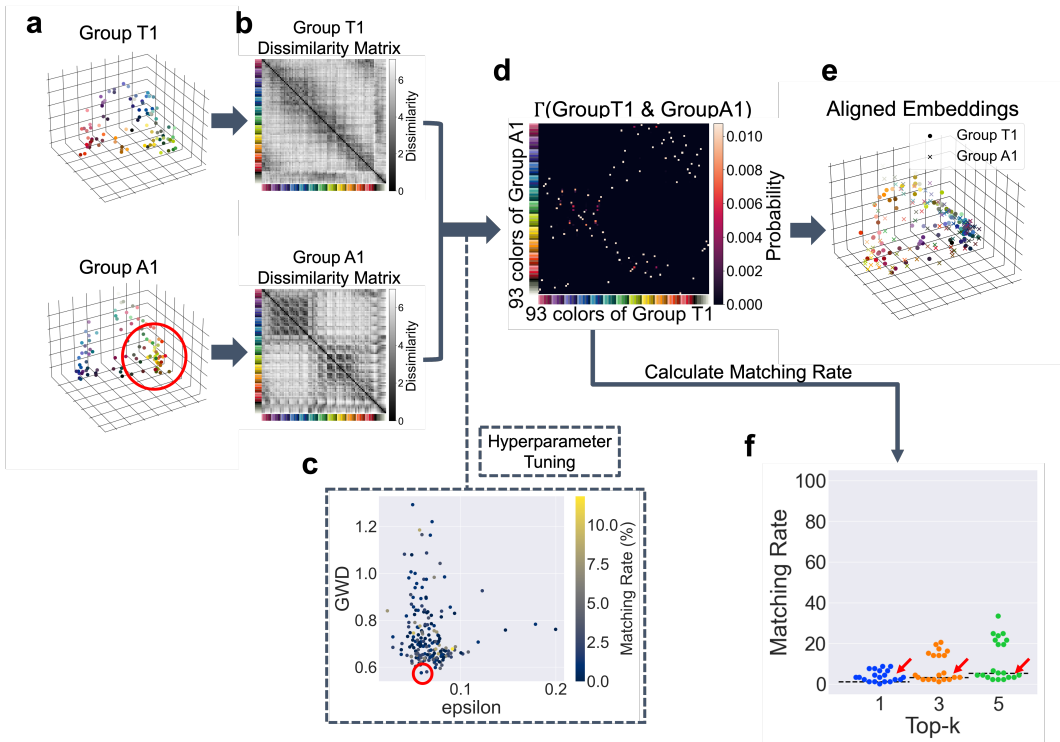 a
Group T1
Group A1
b
Group T1
Dissimilarity Matrix
6
4
2
0
Dissimilarity
Group A1
Dissimilarity Matrix
6
4
2
0
Dissimilarity
Hyperparameter
Tuning
c
GWD
1.2
1.0
0.8
0.6
0.1
0.2
epsilon
10.0
7.5
5.0
2.5
0.0
Matching Rate (%)
d
Γ(GroupT1 & GroupA1)
93 colors of Group A1
93 colors of Group T1
0.010
0.008
0.006
0.004
0.002
0.000
Probability
e
Aligned Embeddings
Group T1
Group A1
Calculate Matching Rate
f
Matching Rate
100
80
60
40
20
0
1
3
5
Top-k